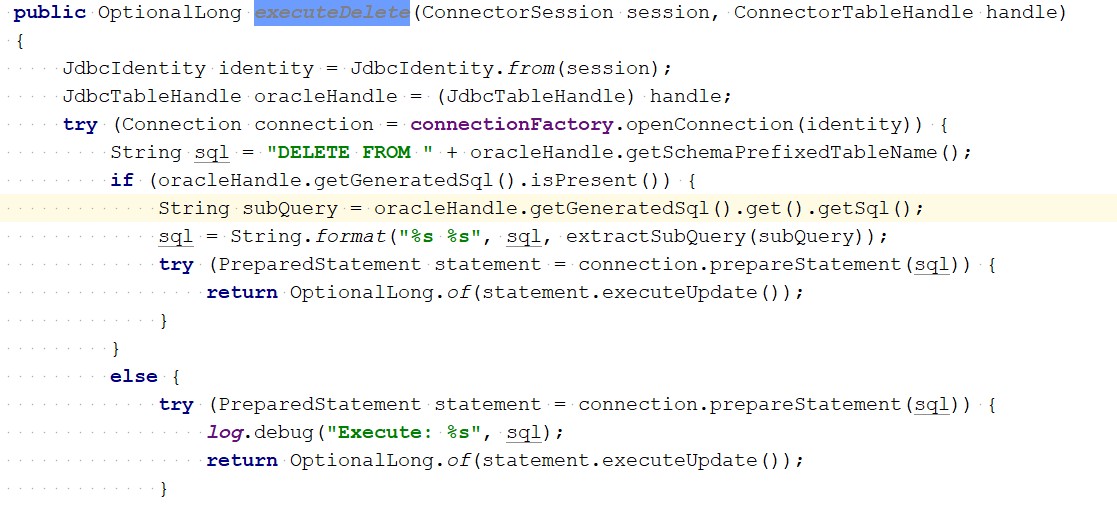 public OptionalLong executeDelete(ConnectorSession session, ConnectorTableHandle handle)
{
    JdbcIdentity identity = JdbcIdentity.from(session);
    JdbcTableHandle oracleHandle = (JdbcTableHandle) handle;
    try (Connection connection = connectionFactory.openConnection(identity)) {
        String sql = "DELETE FROM " + oracleHandle.getSchemaPrefixedTableName();
        if (oracleHandle.getGeneratedSql().isPresent()) {
            String subQuery = oracleHandle.getGeneratedSql().get().getSql();
            sql = String.format("%s %s", sql, extractSubQuery(subQuery));
            try (PreparedStatement statement = connection.prepareStatement(sql)) {
                return OptionalLong.of(statement.executeUpdate());
            }
        }
        else {
            try (PreparedStatement statement = connection.prepareStatement(sql)) {
                log.debug("Execute: %s", sql);
                return OptionalLong.of(statement.executeUpdate());
            }